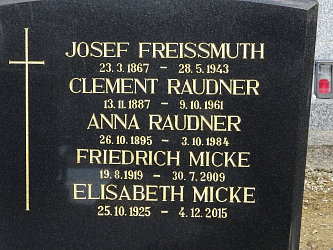 JOSEF FREISSMUTH
23.3.1867 - 28.5.1943
CLEMENT RAUDNER
13.11.1887 - 9.10.1961
ANNA RAUDNER
26.10.1895 - 3.10.1984
FRIEDRICH MICKE
19.8.1919 - 30.7.2009
ELISABETH MICKE
25.10.1925 - 4.12.2015